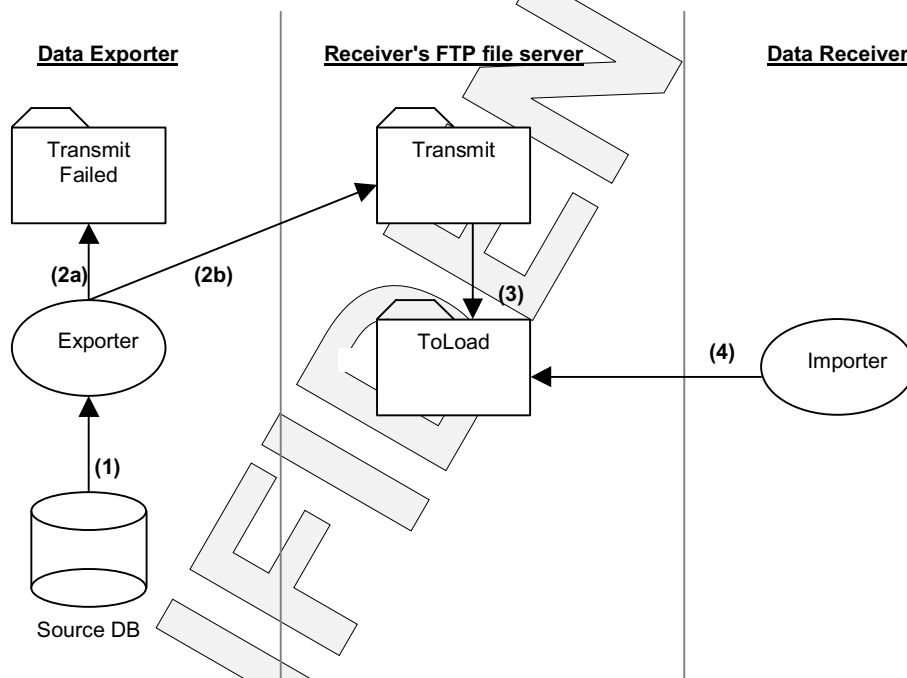 Data Exporter
Receiver's FTP file server
Data Receiver
Transmit
Failed
Transmit
(2a)
(2b)
(3)
Exporter
ToLoad
(4)
Importer
(1)
Source DB